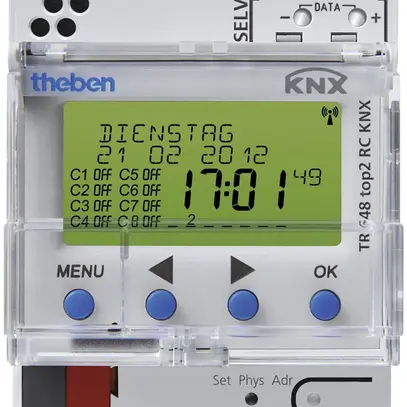 SELV
– DATA +
theben
KNX
DIENSTAG
21 02 2012
C1 OFF C5 OFF
C2 OFF C6 OFF
C3 OFF C7 OFF
C4 OFF C8 OFF
17:01 49
2
TR 648 top2 RC KNX
MENU
OK
Set Phys Adr